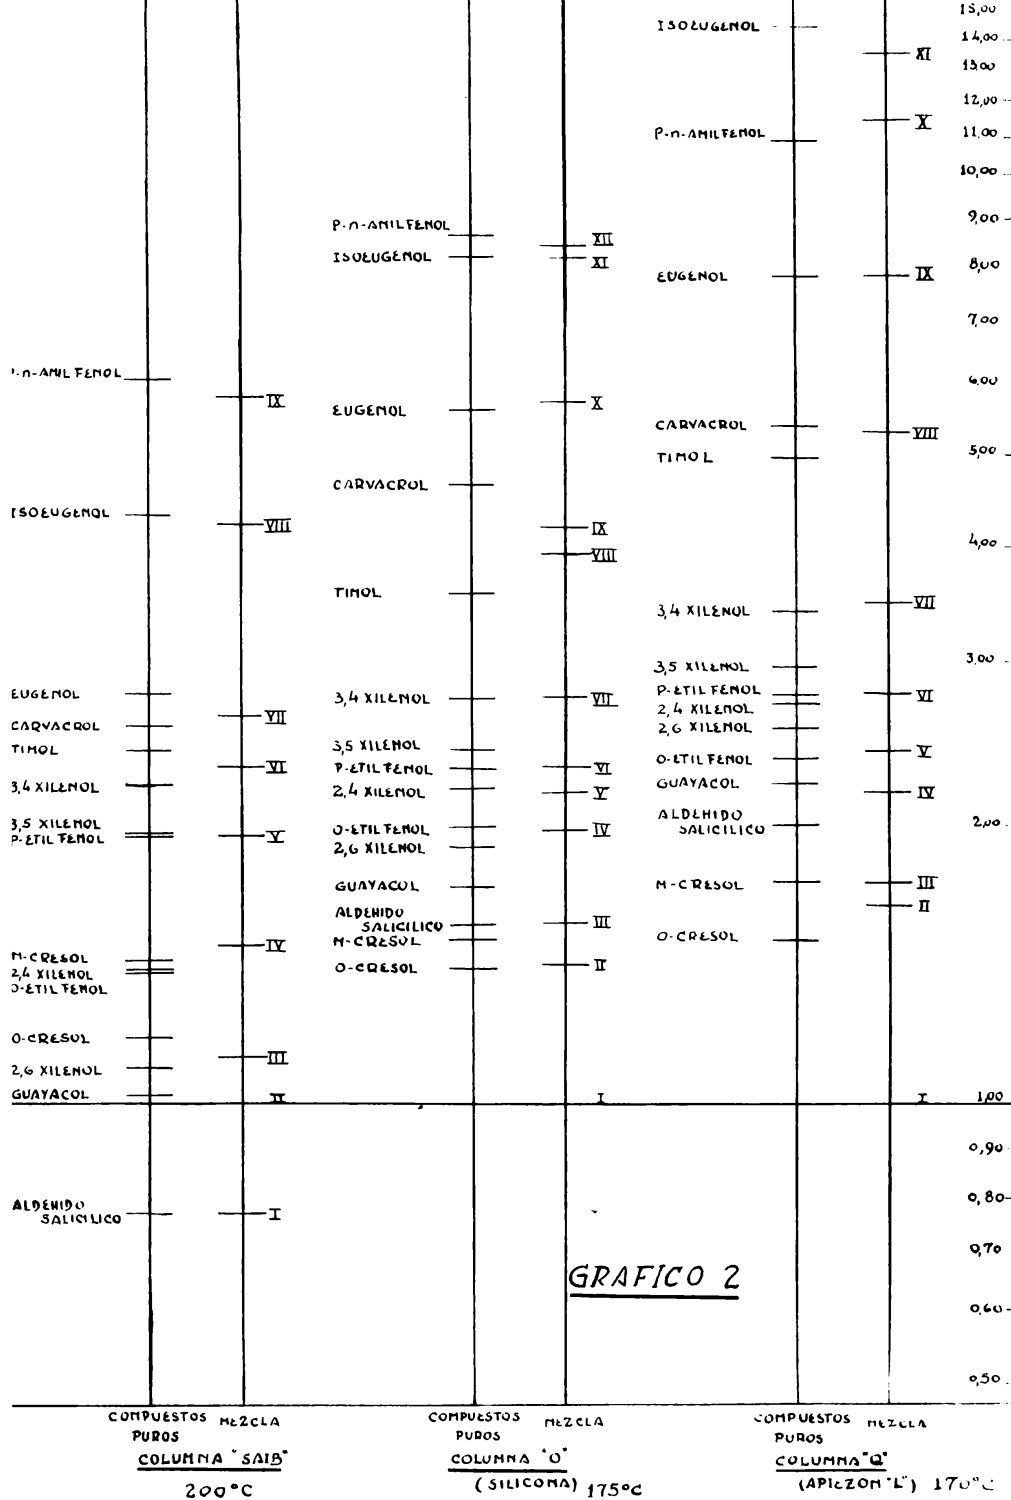 P-n-AMIL FENOL
IX
ISOEUGENOL
VIII
EUGENOL
VII
CARVACROL
TIMOL
VI
3,4 XILENOL
3,5 XILENOL
P-ETIL FENOL
V
IV
M-CRESOL
2,4 XILENOL
O-ETIL FENOL
O-CRESOL
III
2,6 XILENOL
GUAYACOL
II
ALDEHIDO
SALICILICO
I
COMPUESTOS
PUROS
MEZCLA
COLUMNA "SAIB"
200°C
P-n-AMIL FENOL
XII
ISOEUGENOL
XI
EUGENOL
X
CARVACROL
IX
VIII
TIMOL
3,4 XILENOL
VII
3,5 XILENOL
P-ETIL FENOL
VI
2,4 XILENOL
V
O-ETIL FENOL
IV
2,6 XILENOL
GUAYACOL
ALDEHIDO
SALICILICO
III
M-CRESOL
O-CRESOL
II
I
COMPUESTOS
PUROS
MEZCLA
COLUMNA "O"
(SILICONA) 175°C
ISOEUGENOL
XI
X
P-n-AMILFENOL
EUGENOL
IX
CARVACROL
VIII
TIMOL
VII
3,4 XILENOL
3,5 XILENOL
P-ETIL FENOL
VI
2,4 XILENOL
2,6 XILENOL
V
O-ETIL FENOL
GUAYACOL
IV
ALDEHIDO
SALICILICO
M-CRESOL
III
II
O-CRESOL
I
COMPUESTOS
PUROS
MEZCLA
COLUMNA "Q"
(APIEZON "L") 170°C
15,00
14,00
13,00
12,00
11,00
10,00
9,00
8,00
7,00
6,00
5,00
4,00
3,00
2,00
1,00
0,90
0,80
0,70
0,60
0,50
GRAFICO 2